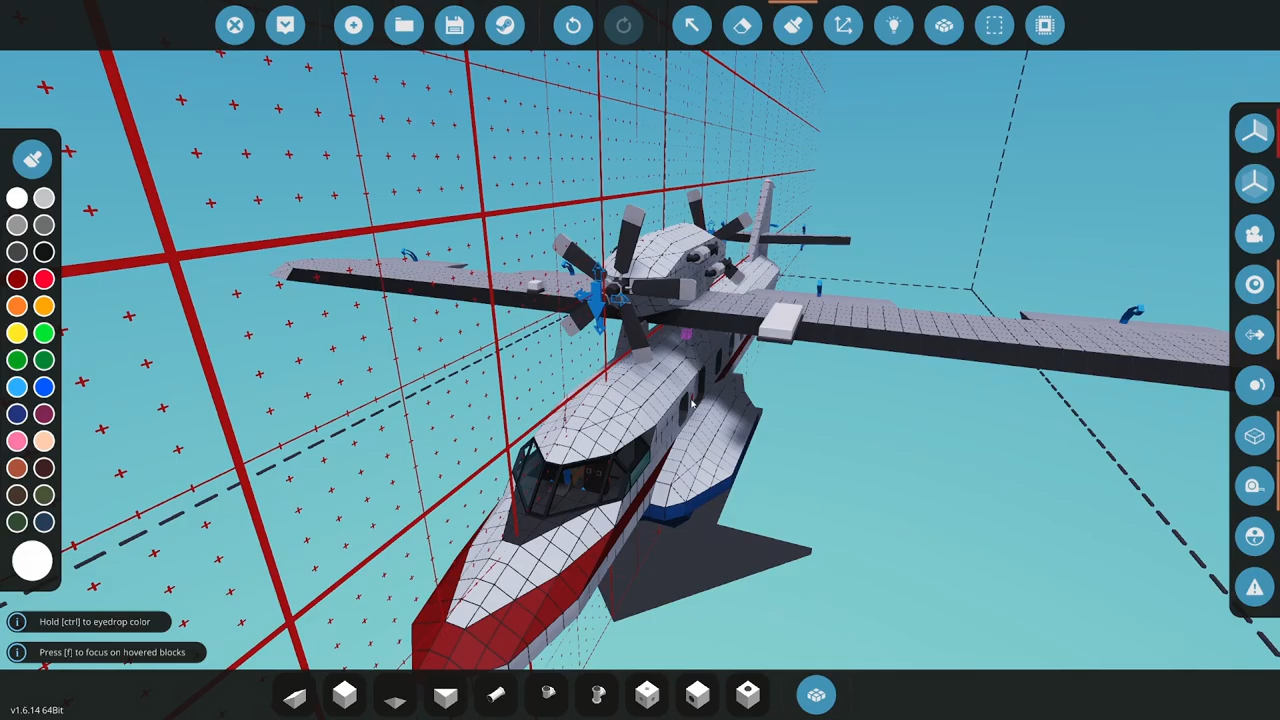 Hold [ctrl] to eyedrop color
Press [f] to focus on hovered blocks
v1.6.14 64Bit